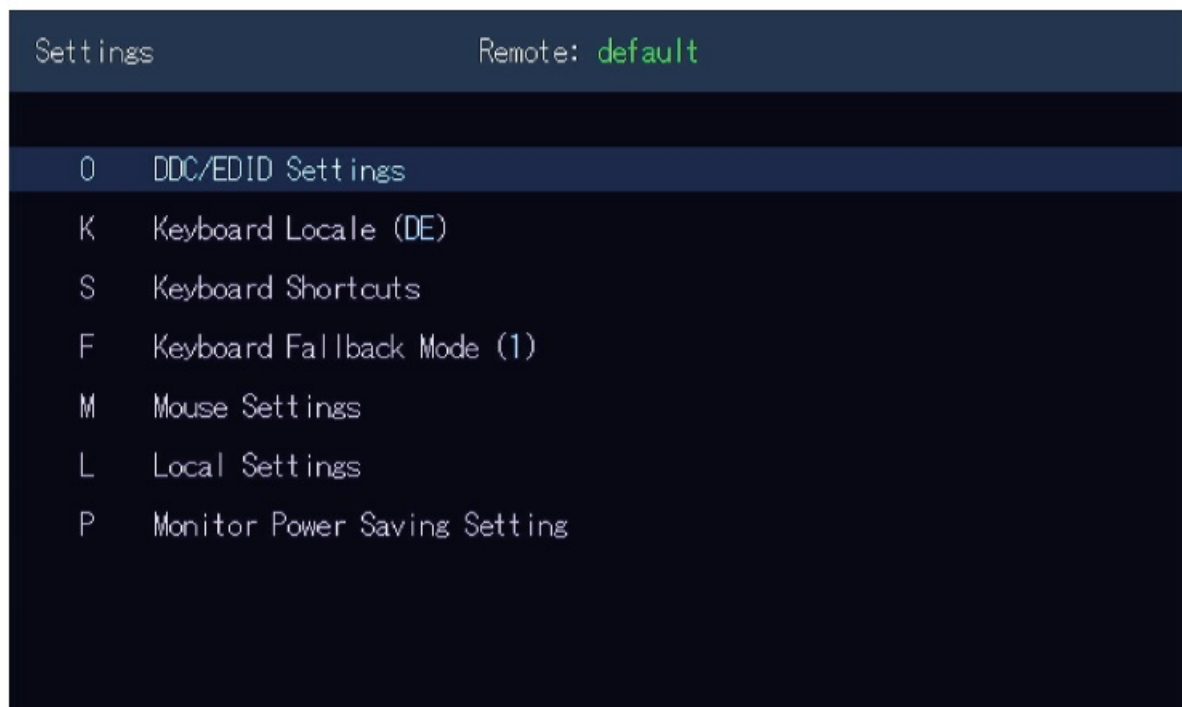 Settings Remote: default
O DDC/EDID Settings
K Keyboard Locale (DE)
S Keyboard Shortcuts
F Keyboard Fallback Mode (1)
M Mouse Settings
L Local Settings
P Monitor Power Saving Setting